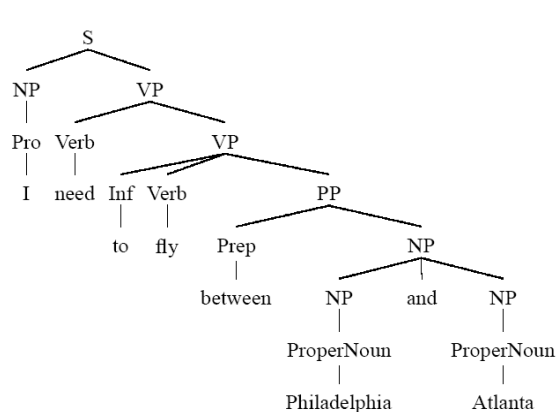 S
NP VP
Pro Verb VP
I need Inf Verb PP
to fly Prep NP
between NP and NP
ProperNoun ProperNoun
Philadelphia Atlanta